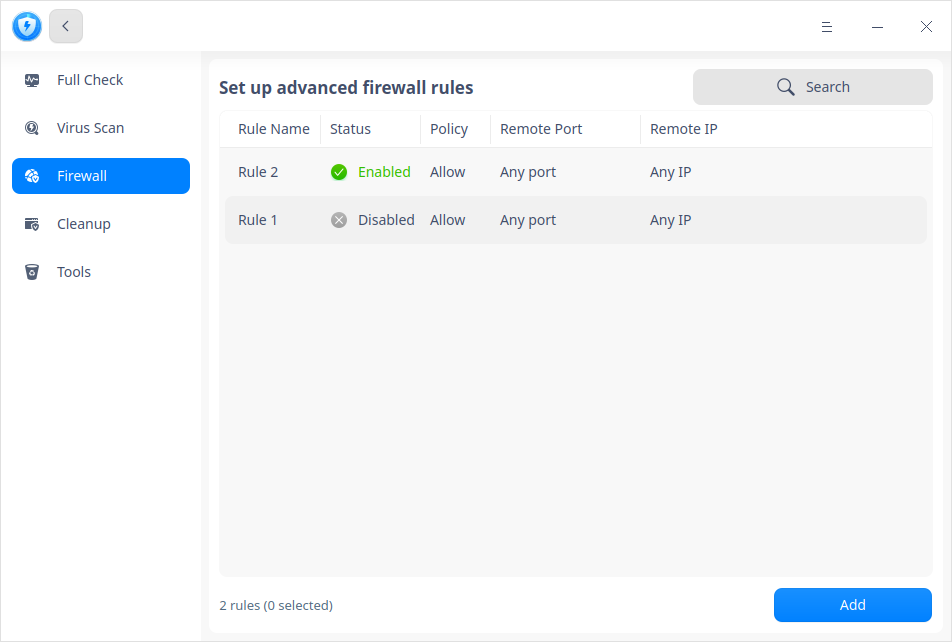 Full Check
Virus Scan
Firewall
Cleanup
Tools
Set up advanced firewall rules
Search
Rule Name Status Policy Remote Port Remote IP
Rule 2 Enabled Allow Any port Any IP
Rule 1 Disabled Allow Any port Any IP
2 rules (0 selected)
Add